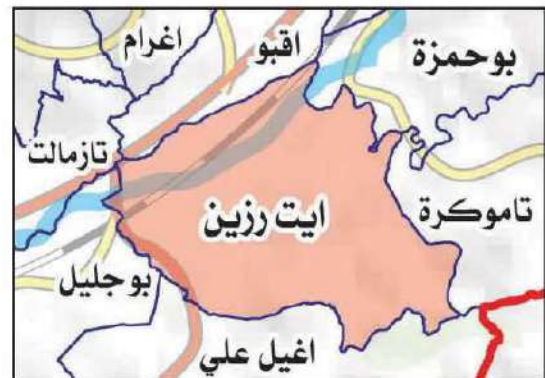 اغرام
اقبو
بوحمزة
تازمالت
ايت رزين
تاموكرة
بوجليل
اغيل علي